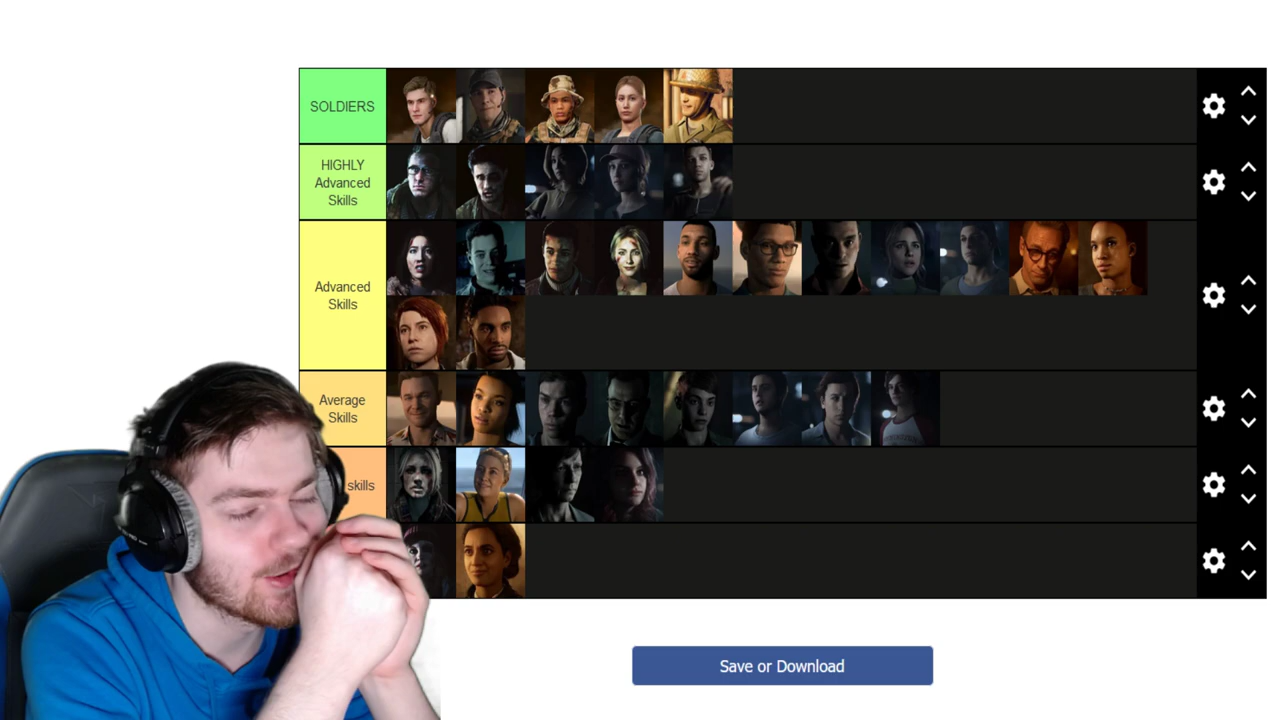 SOLDIERS
HIGHLY
Advanced
Skills
Advanced
Skills
Average
Skills
skills
Save or Download